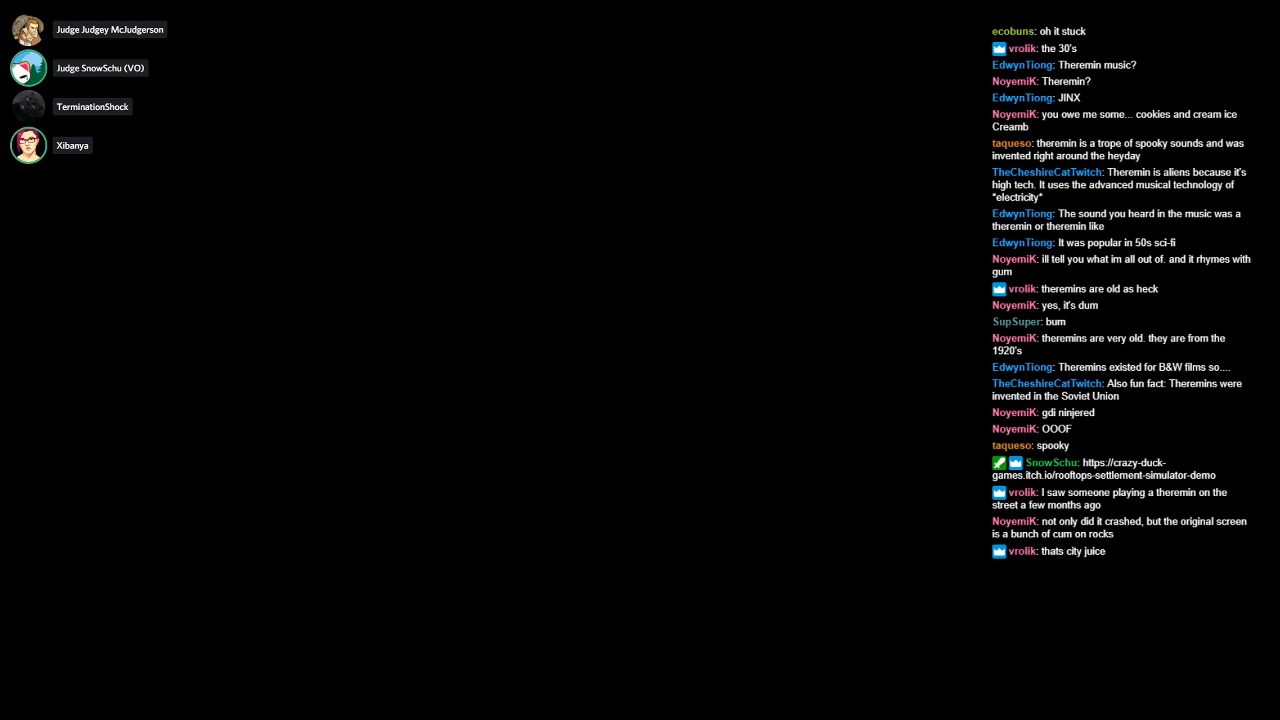 Judge Judgey McJudgerson
Judge SnowSchu (VO)
TerminationShock
Xibanya
ecobuns: oh it stuck
vrolik: the 30's
EdwynTiong: Theremin music?
NoyemiK: Theremin?
EdwynTiong: JINX
NoyemiK: you owe me some... cookies and cream ice
Creamb
taqueso: theremin is a trope of spooky sounds and was
invented right around the heyday
TheCheshireCatTwitch: Theremin is aliens because it's
high tech. It uses the advanced musical technology of
*electricity*
EdwynTiong: The sound you heard in the music was a
theremin or theremin like
EdwynTiong: It was popular in 50s sci-fi
NoyemiK: ill tell you what im all out of. and it rhymes with
gum
vrolik: theremins are old as heck
NoyemiK: yes, it's dum
SupSuper: bum
NoyemiK: theremins are very old. they are from the
1920's
EdwynTiong: Theremins existed for B&W films so....
TheCheshireCatTwitch: Also fun fact: Theremins were
invented in the Soviet Union
NoyemiK: gdi ninjered
NoyemiK: OOOF
taqueso: spooky
SnowSchu: https://crazy-duck-
games.itch.io/rooftops-settlement-simulator-demo
vrolik: I saw someone playing a theremin on the
street a few months ago
NoyemiK: not only did it crashed, but the original screen
is a bunch of cum on rocks
vrolik: thats city juice